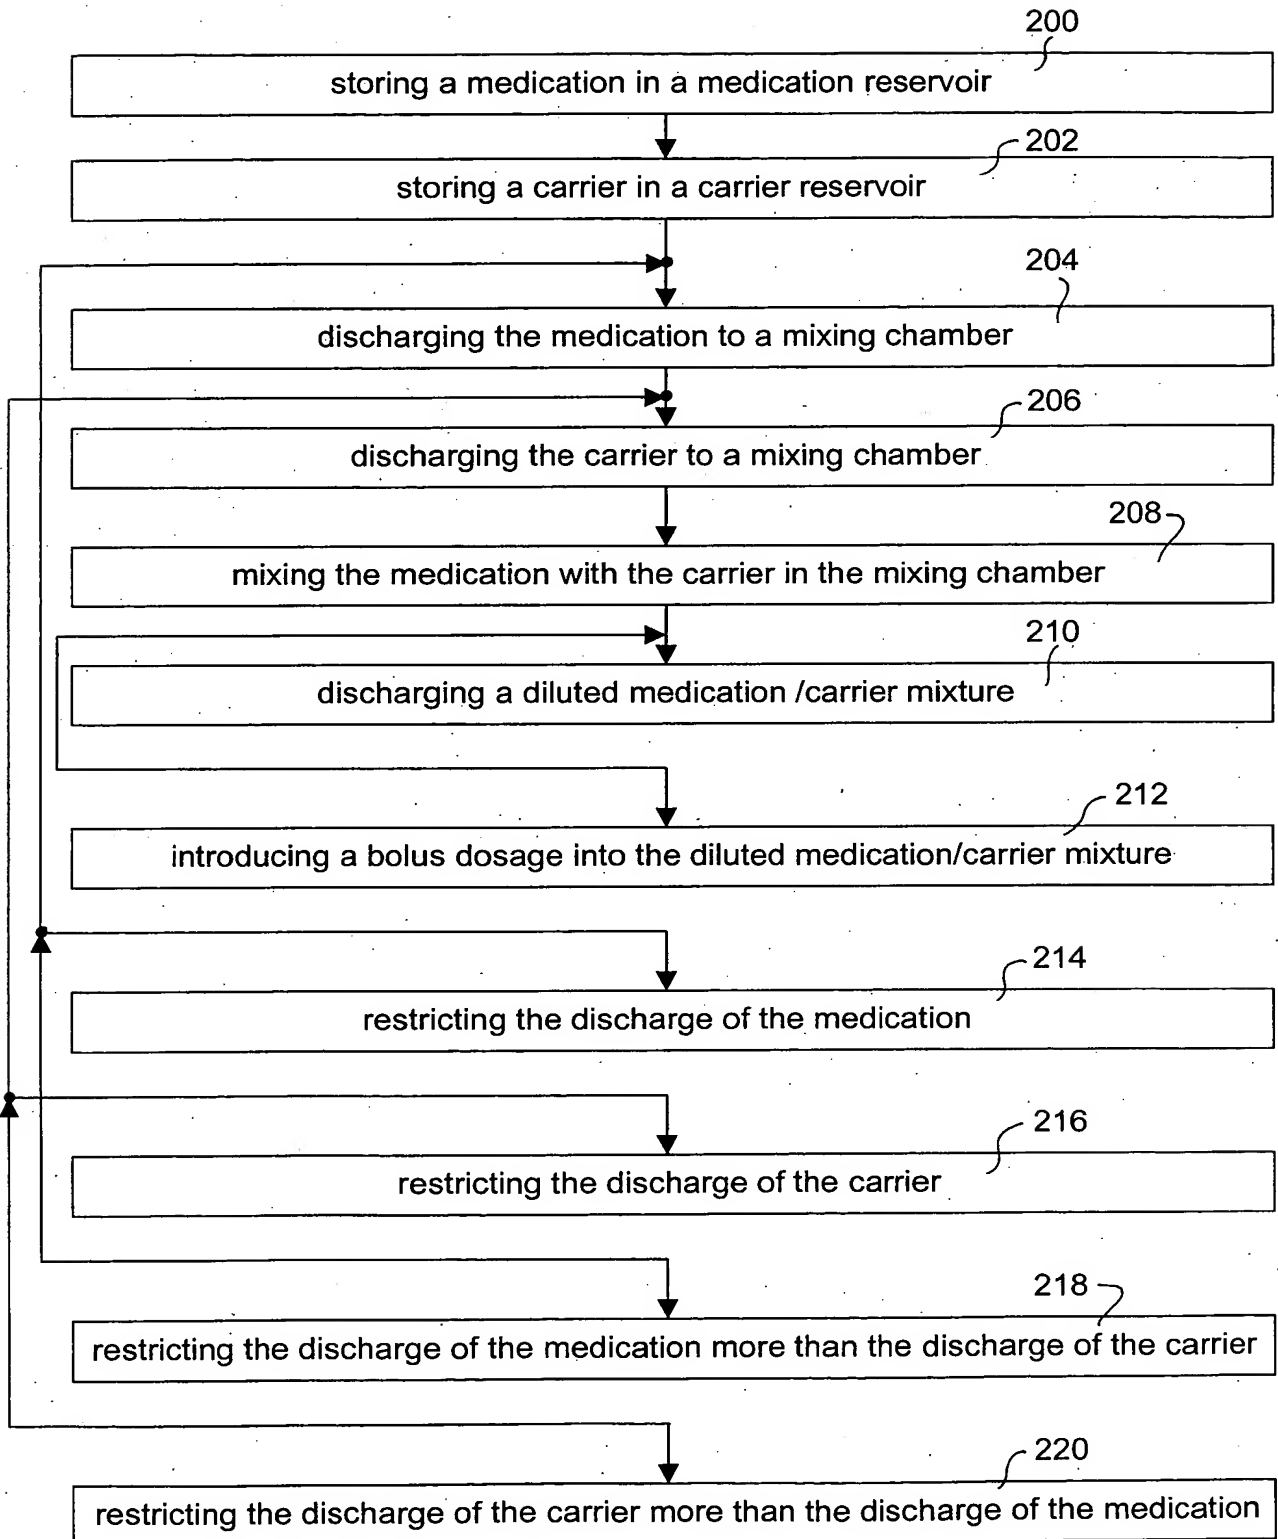 200
storing a medication in a medication reservoir
202
storing a carrier in a carrier reservoir
204
discharging the medication to a mixing chamber
206
discharging the carrier to a mixing chamber
208
mixing the medication with the carrier in the mixing chamber
210
discharging a diluted medication /carrier mixture
212
introducing a bolus dosage into the diluted medication/carrier mixture
214
restricting the discharge of the medication
216
restricting the discharge of the carrier
218
restricting the discharge of the medication more than the discharge of the carrier
220
restricting the discharge of the carrier more than the discharge of the medication